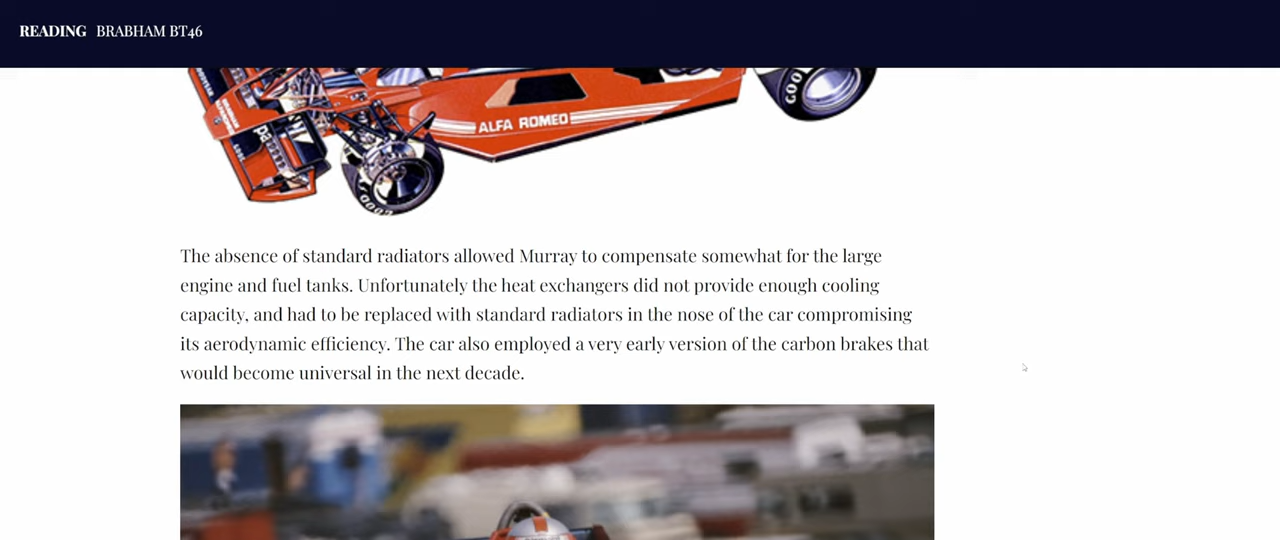 READING BRABHAM BT46
ALFA ROMEO
The absence of standard radiators allowed Murray to compensate somewhat for the large
engine and fuel tanks. Unfortunately the heat exchangers did not provide enough cooling
capacity, and had to be replaced with standard radiators in the nose of the car compromising
its aerodynamic efficiency. The car also employed a very early version of the carbon brakes that
would become universal in the next decade.